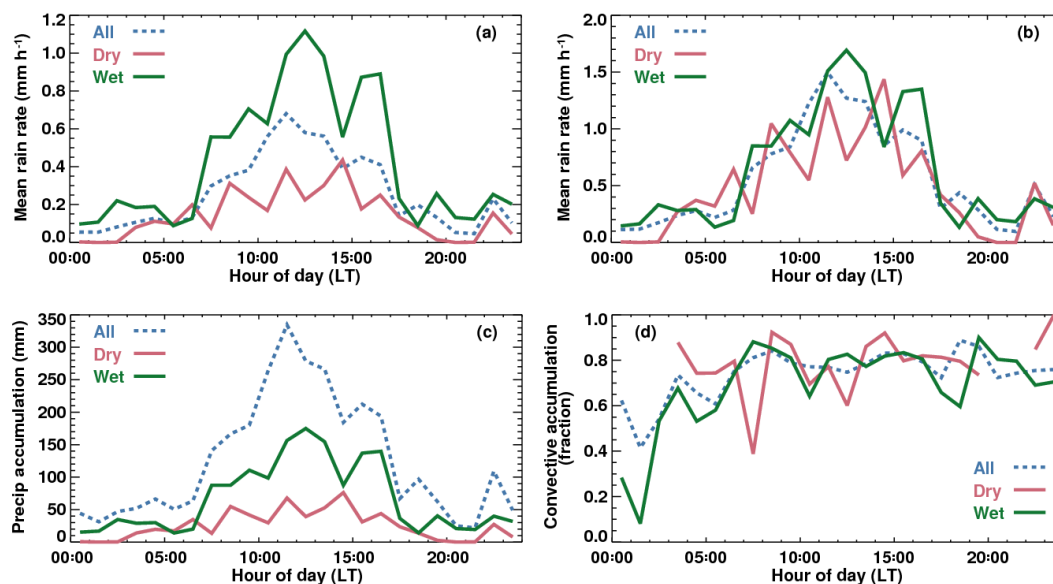 1.2
1.0
0.8
0.6
0.4
0.2
0.0
Mean rain rate (mm h⁻¹)
All
Dry
Wet
(a)
00:00 05:00 10:00 15:00 20:00
Hour of day (LT)
2.0
1.5
1.0
0.5
0.0
Mean rain rate (mm h⁻¹)
All
Dry
Wet
(b)
00:00 05:00 10:00 15:00 20:00
Hour of day (LT)
350
300
250
200
150
100
50
0
Precip accumulation (mm)
All
Dry
Wet
(c)
00:00 05:00 10:00 15:00 20:00
Hour of day (LT)
1.0
0.8
0.6
0.4
0.2
0.0
Convective accumulation
(fraction)
(d)
All
Dry
Wet
00:00 05:00 10:00 15:00 20:00
Hour of day (LT)